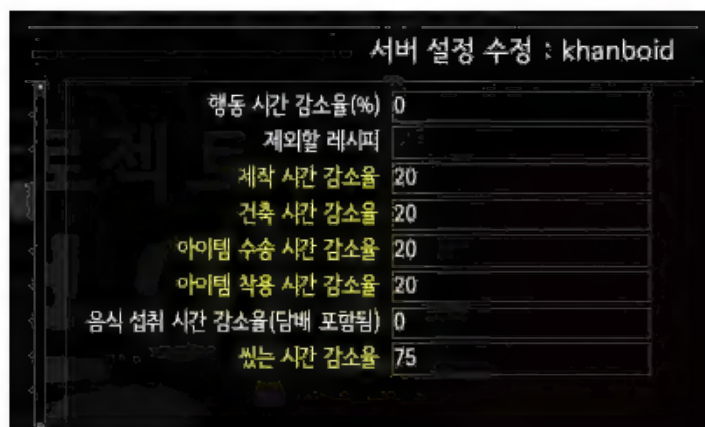 서버 설정 수정 : khanboid
행동 시간 감소율(%) 0
제외할 레시피
제작 시간 감소율 20
건축 시간 감소율 20
아이템 수송 시간 감소율 20
아이템 착용 시간 감소율 20
음식 섭취 시간 감소율(담배 포함됨) 0
씼는 시간 감소율 75